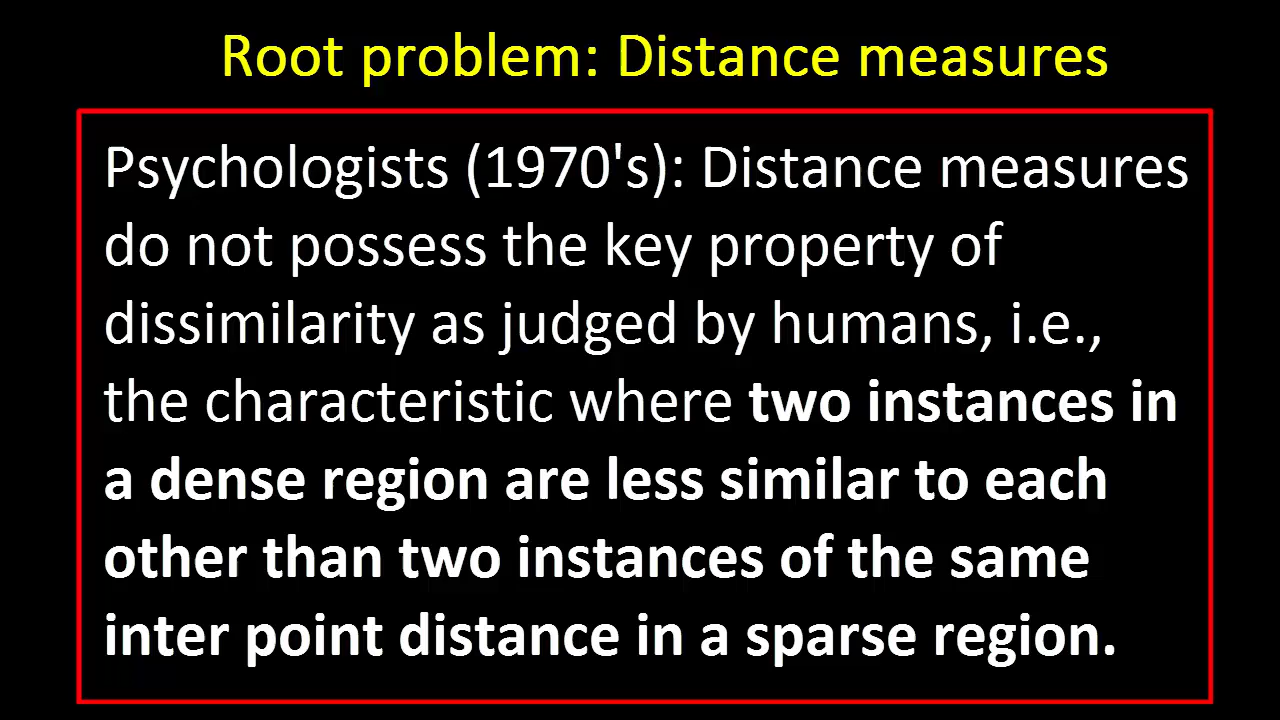 Root problem: Distance measures
Psychologists (1970's): Distance measures
do not possess the key property of
dissimilarity as judged by humans, i.e.,
the characteristic where two instances in
a dense region are less similar to each
other than two instances of the same
inter point distance in a sparse region.